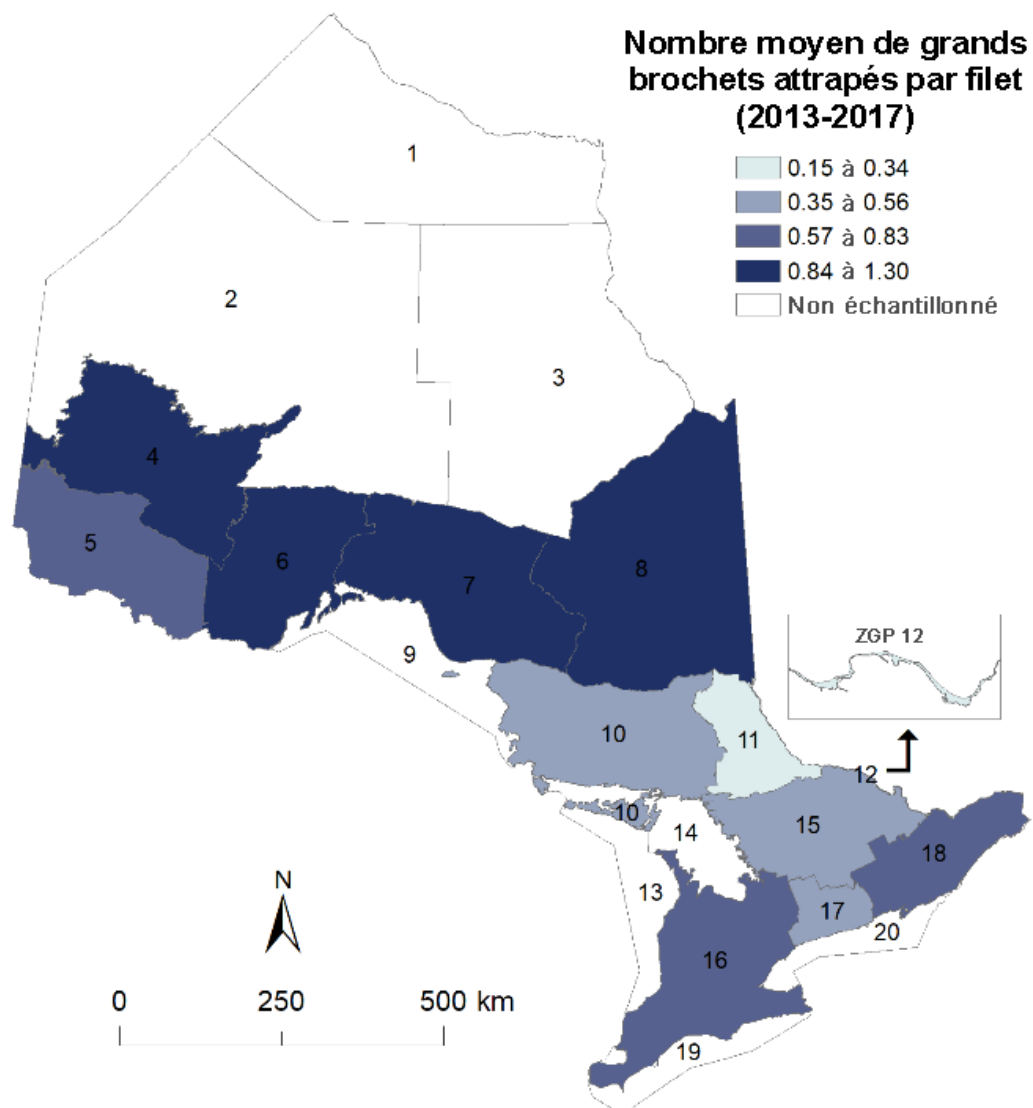 Nombre moyen de grands
brochets attrapés par filet
(2013-2017)
0.15 à 0.34
0.35 à 0.56
0.57 à 0.83
0.84 à 1.30
Non échantillonné
1
2
3
4
5
6
7
8
9
ZGP 12
10
11
12
10
14
15
18
13
17
20
16
19
N
0 250 500 km